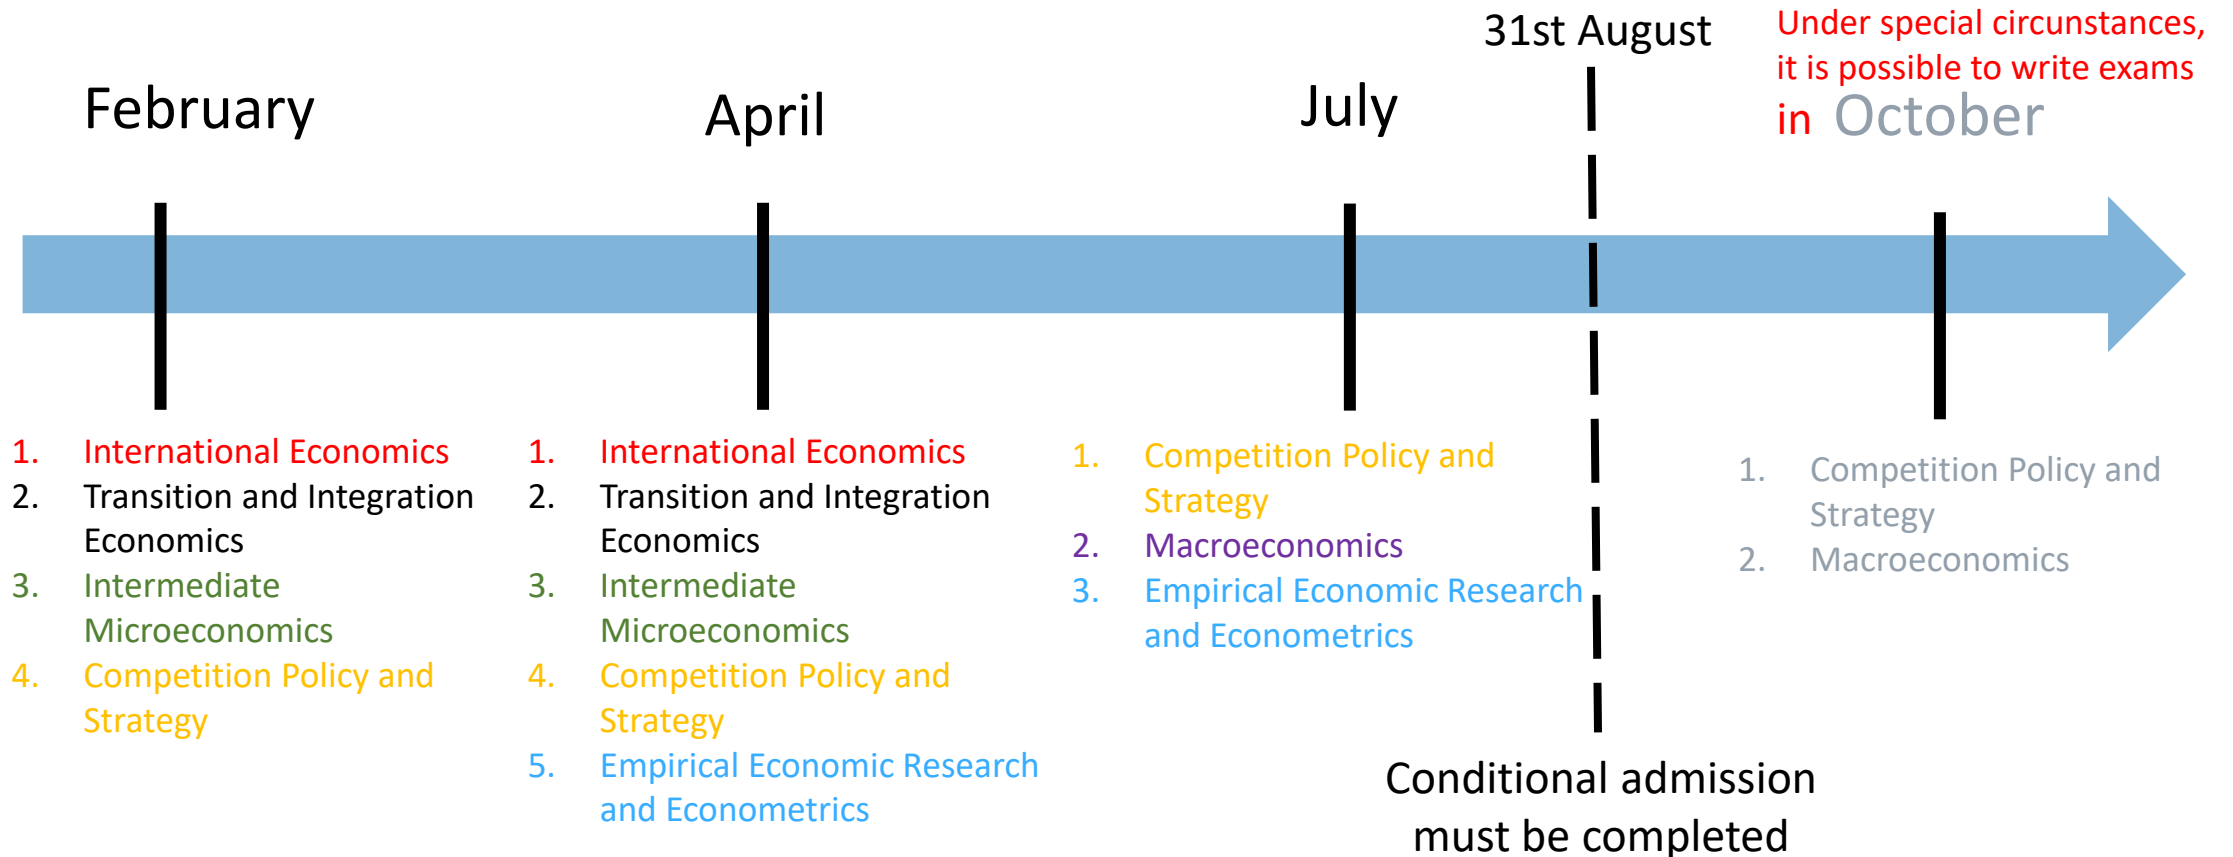 February
April
July
31st August
Under special circunstances,
it is possible to write exams
in October
1. International Economics
2. Transition and Integration
Economics
3. Intermediate
Microeconomics
4. Competition Policy and
Strategy
1. International Economics
2. Transition and Integration
Economics
3. Intermediate
Microeconomics
4. Competition Policy and
Strategy
5. Empirical Economic Research
and Econometrics
1. Competition Policy and
Strategy
2. Macroeconomics
3. Empirical Economic Research
and Econometrics
Conditional admission
must be completed
1. Competition Policy and
Strategy
2. Macroeconomics